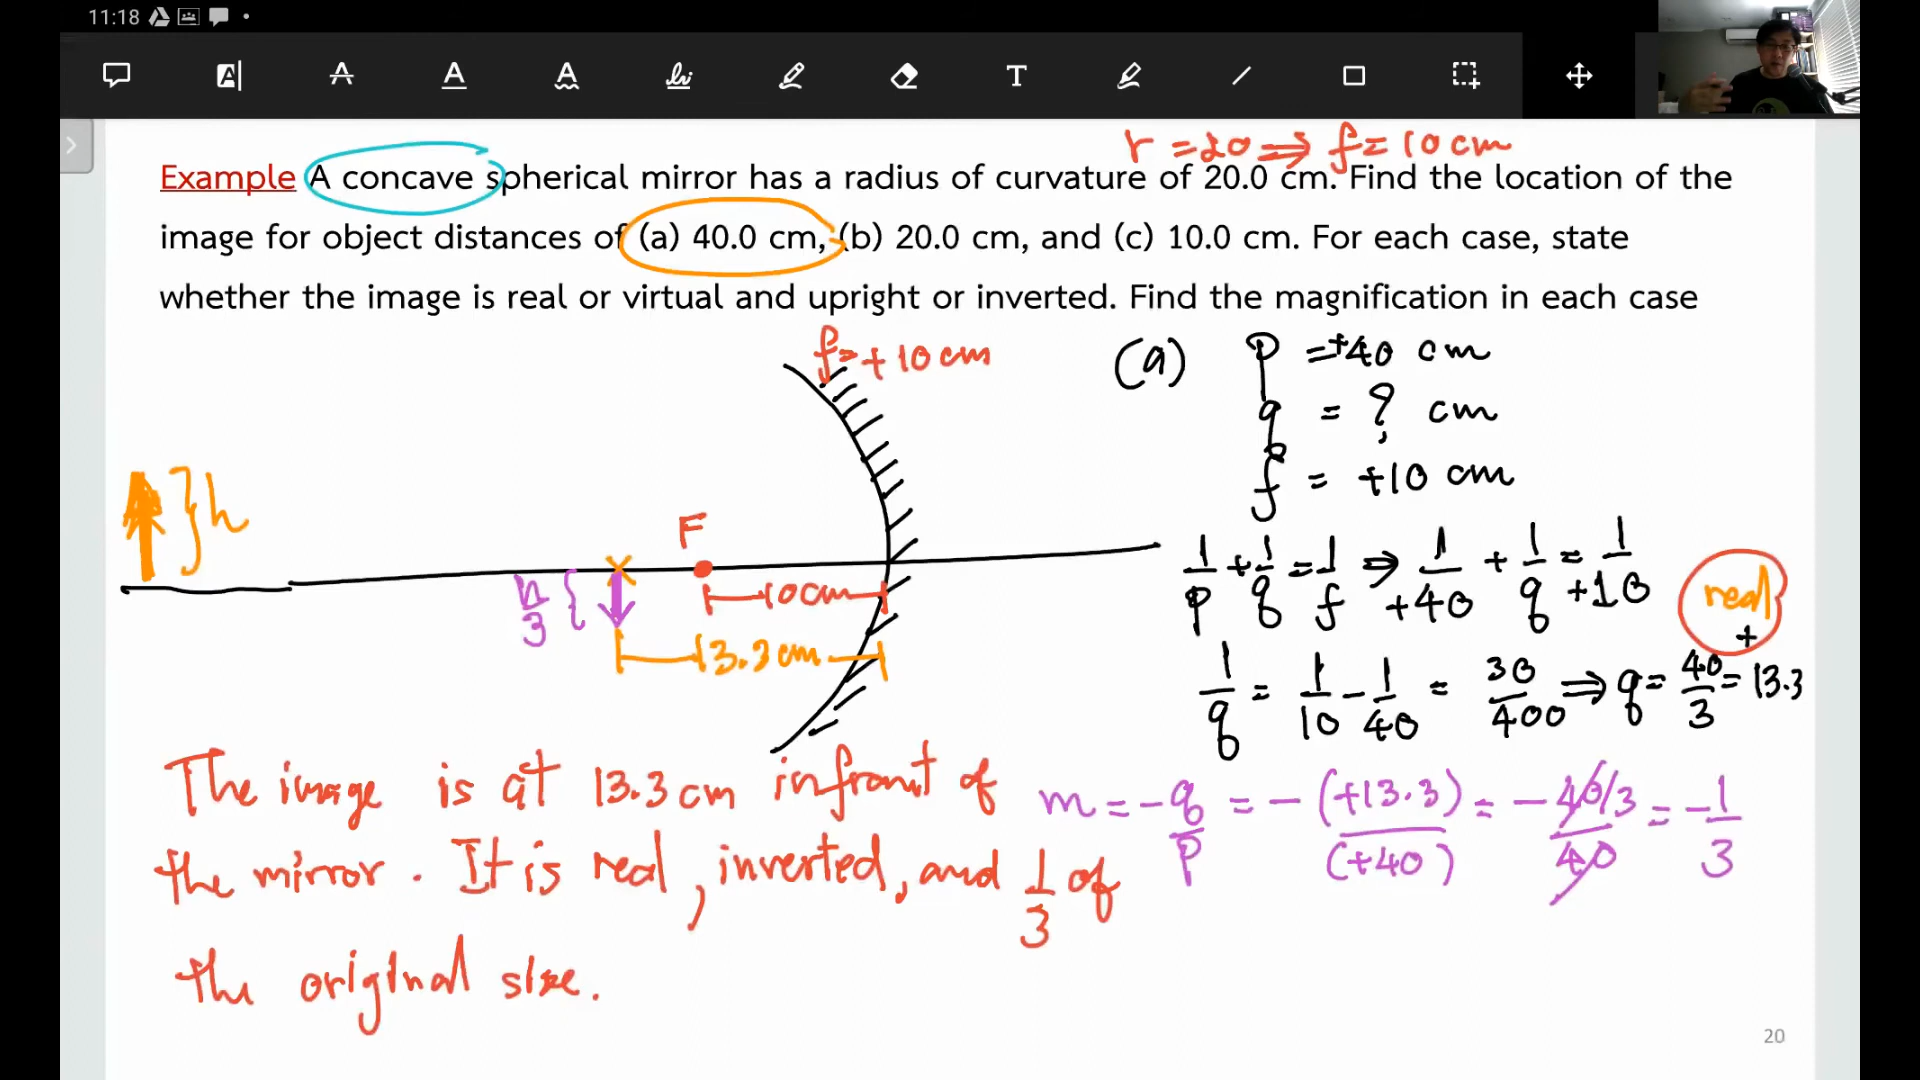 11:18
r = 20 ⇒ f = 10 cm
Example A concave spherical mirror has a radius of curvature of 20.0 cm. Find the location of the
image for object distances of (a) 40.0 cm, (b) 20.0 cm, and (c) 10.0 cm. For each case, state
whether the image is real or virtual and upright or inverted. Find the magnification in each case
f = +10 cm
(a) p = +40 cm
q = ? cm
f = +10 cm
h
F
h/3
10cm
13.3cm
1/p + 1/q = 1/f ⇒ 1/+40 + 1/q = 1/+10
real
+
1/q = 1/10 - 1/40 = 30/400 ⇒ q = 40/3 = 13.3
The image is at 13.3 cm infront of
the mirror. It is real, inverted, and 1/3 of
the original size.
m = -q/p = -(+13.3)/(+40) = -40/3/40 = -1/3
20